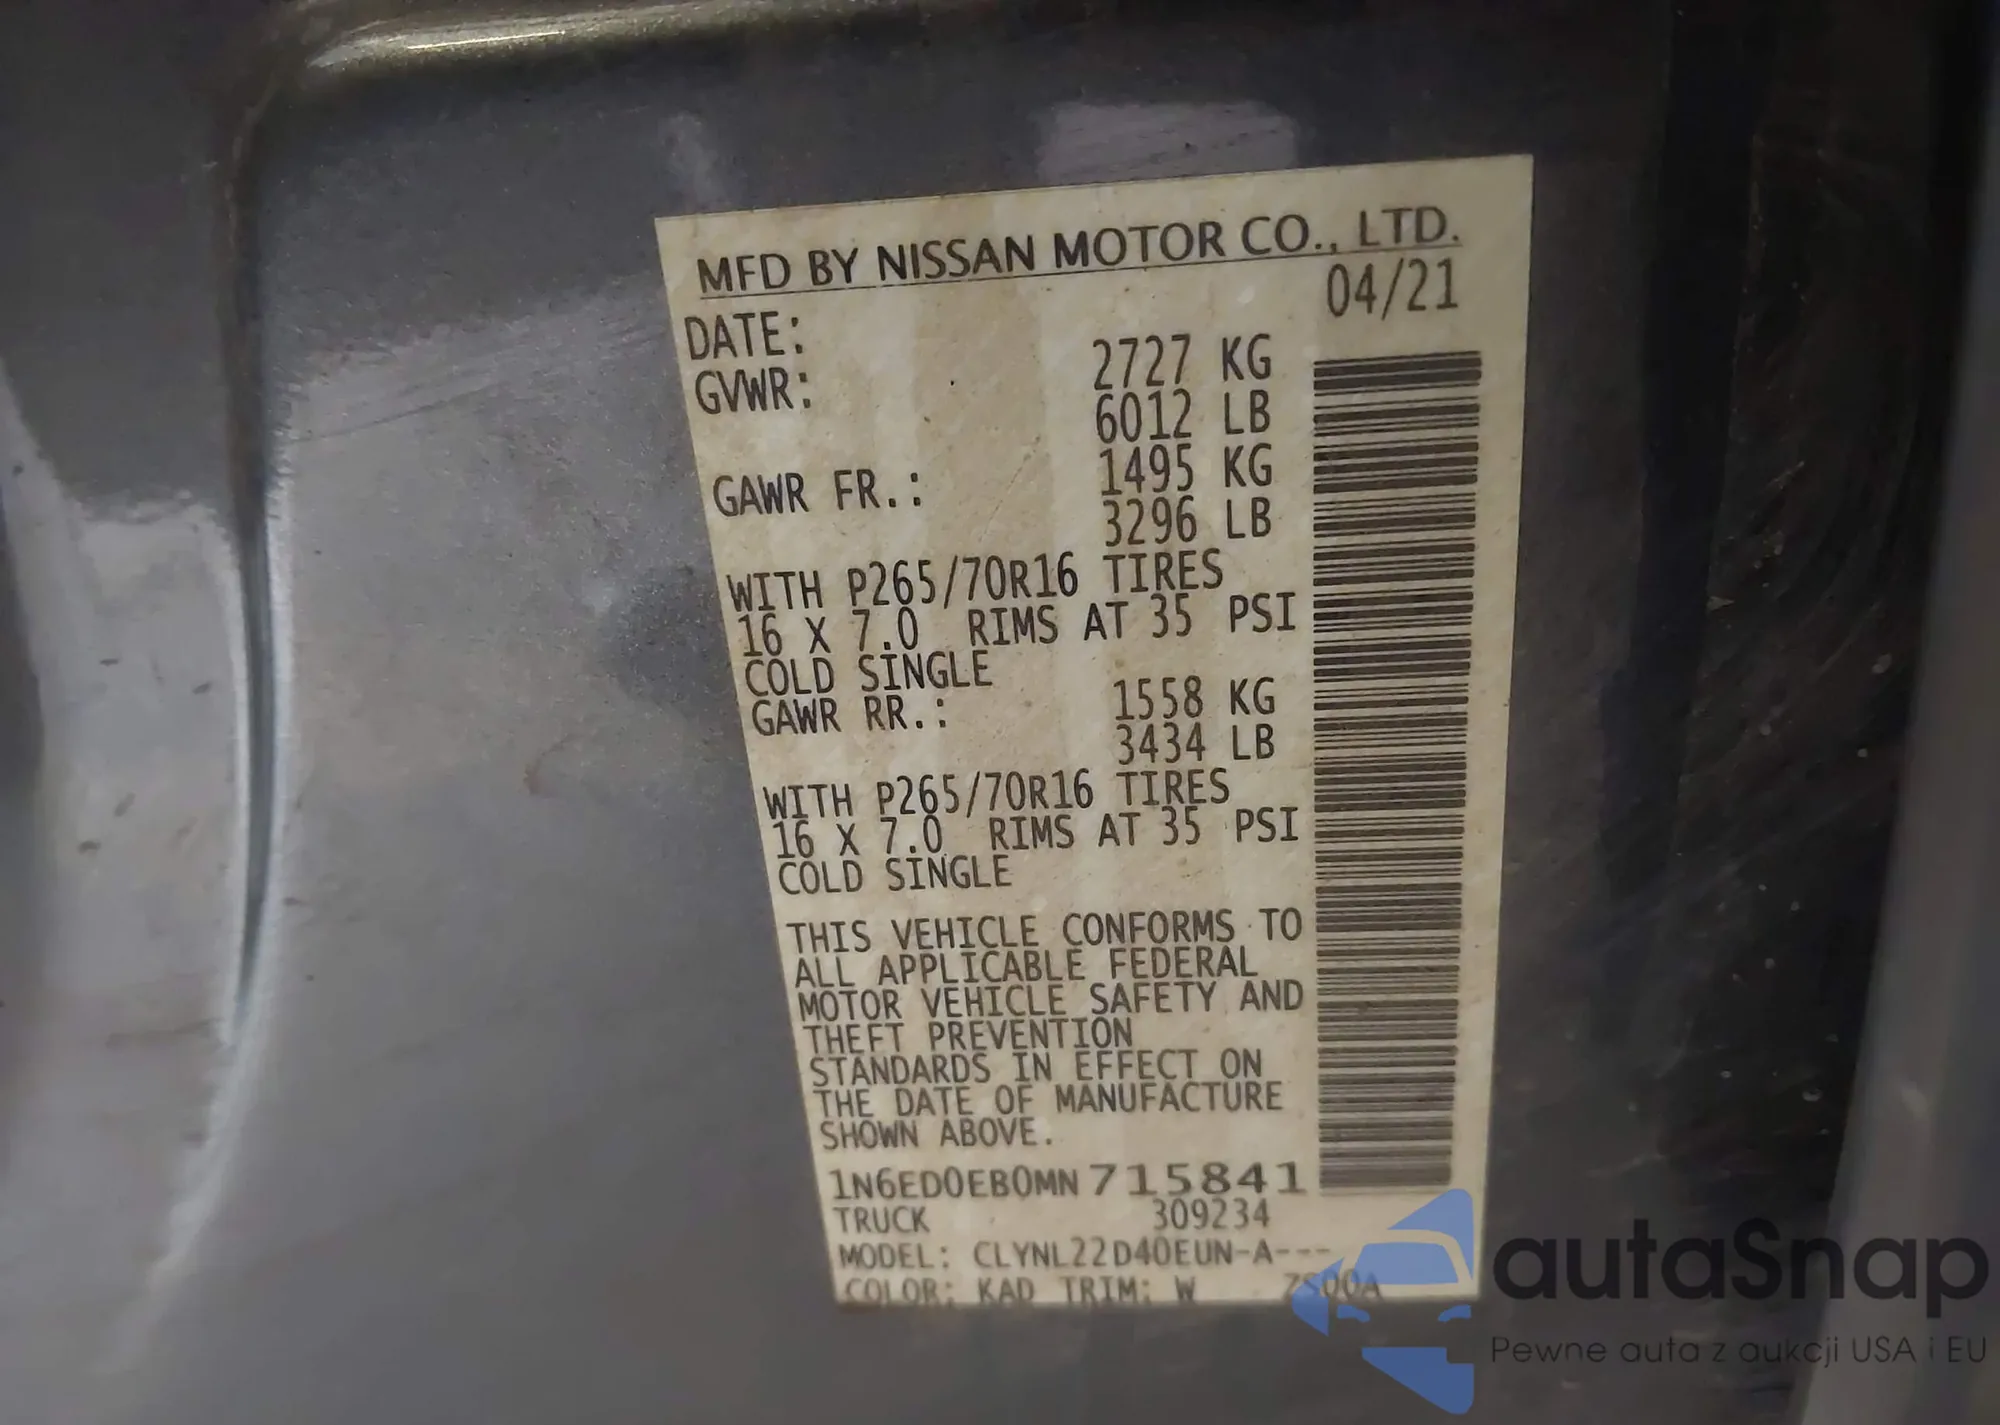 MFD BY NISSAN MOTOR CO., LTD.
DATE: 04/21
GVWR: 2727 KG
6012 LB
GAWR FR.: 1495 KG
3296 LB
WITH P265/70R16 TIRES
16 X 7.0 RIMS AT 35 PSI
COLD SINGLE
GAWR RR.: 1558 KG
3434 LB
WITH P265/70R16 TIRES
16 X 7.0 RIMS AT 35 PSI
COLD SINGLE
THIS VEHICLE CONFORMS TO
ALL APPLICABLE FEDERAL
MOTOR VEHICLE SAFETY AND
THEFT PREVENTION
STANDARDS IN EFFECT ON
THE DATE OF MANUFACTURE
SHOWN ABOVE.
1N6ED0EB0MN715841
TRUCK 309234
MODEL: CLYNL22D40EUN-A---
COLOR: KAD TRIM: W ZS00A
autaSnap
Pewne auta z aukcji USA i EU